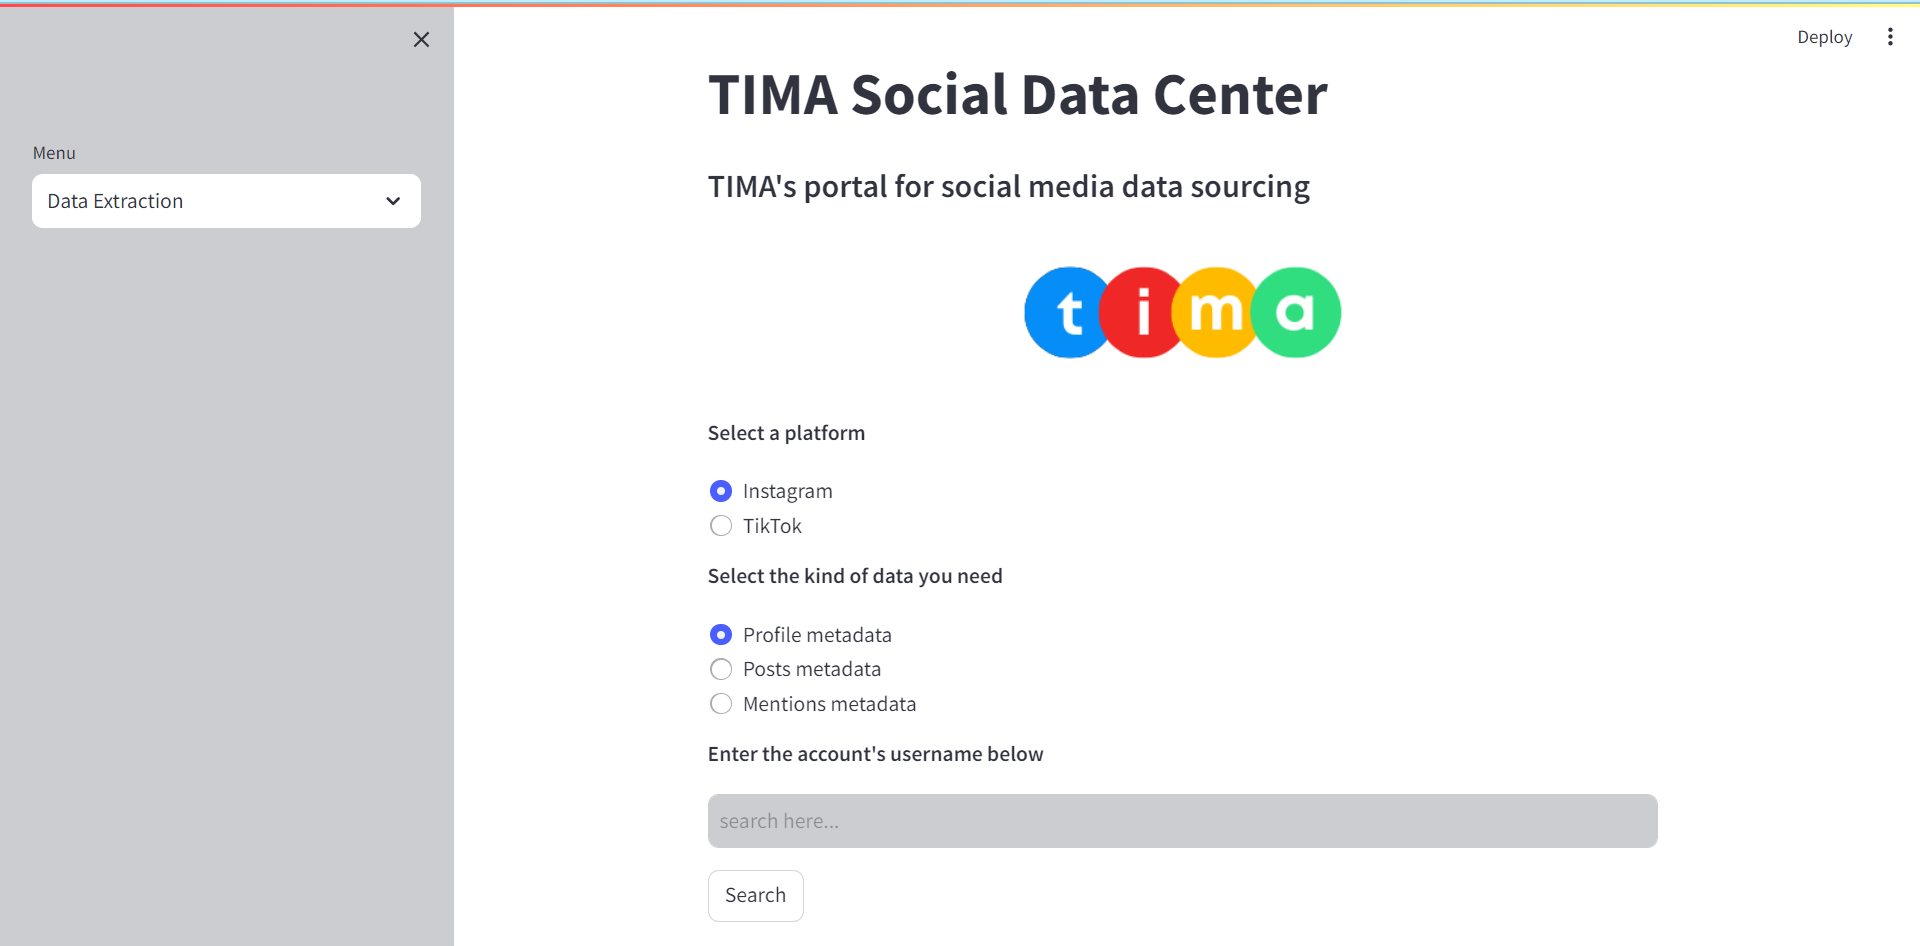 Deploy
Menu
Data Extraction
TIMA Social Data Center
TIMA's portal for social media data sourcing
tima
Select a platform
Instagram
TikTok
Select the kind of data you need
Profile metadata
Posts metadata
Mentions metadata
Enter the account's username below
search here...
Search